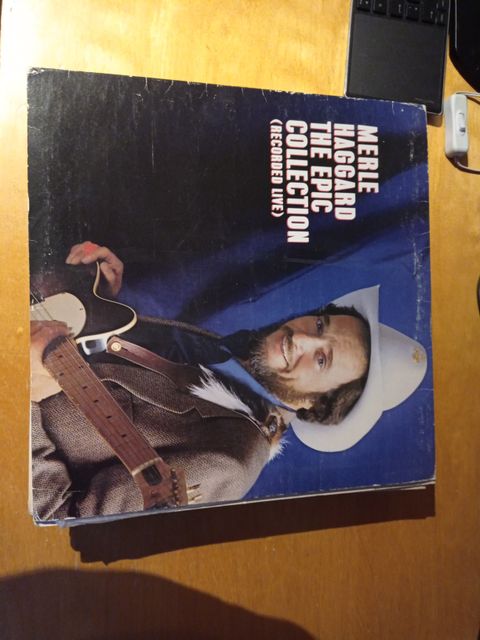 MERLE
HAGGARD
THE EPIC
COLLECTION
(RECORDED LIVE)